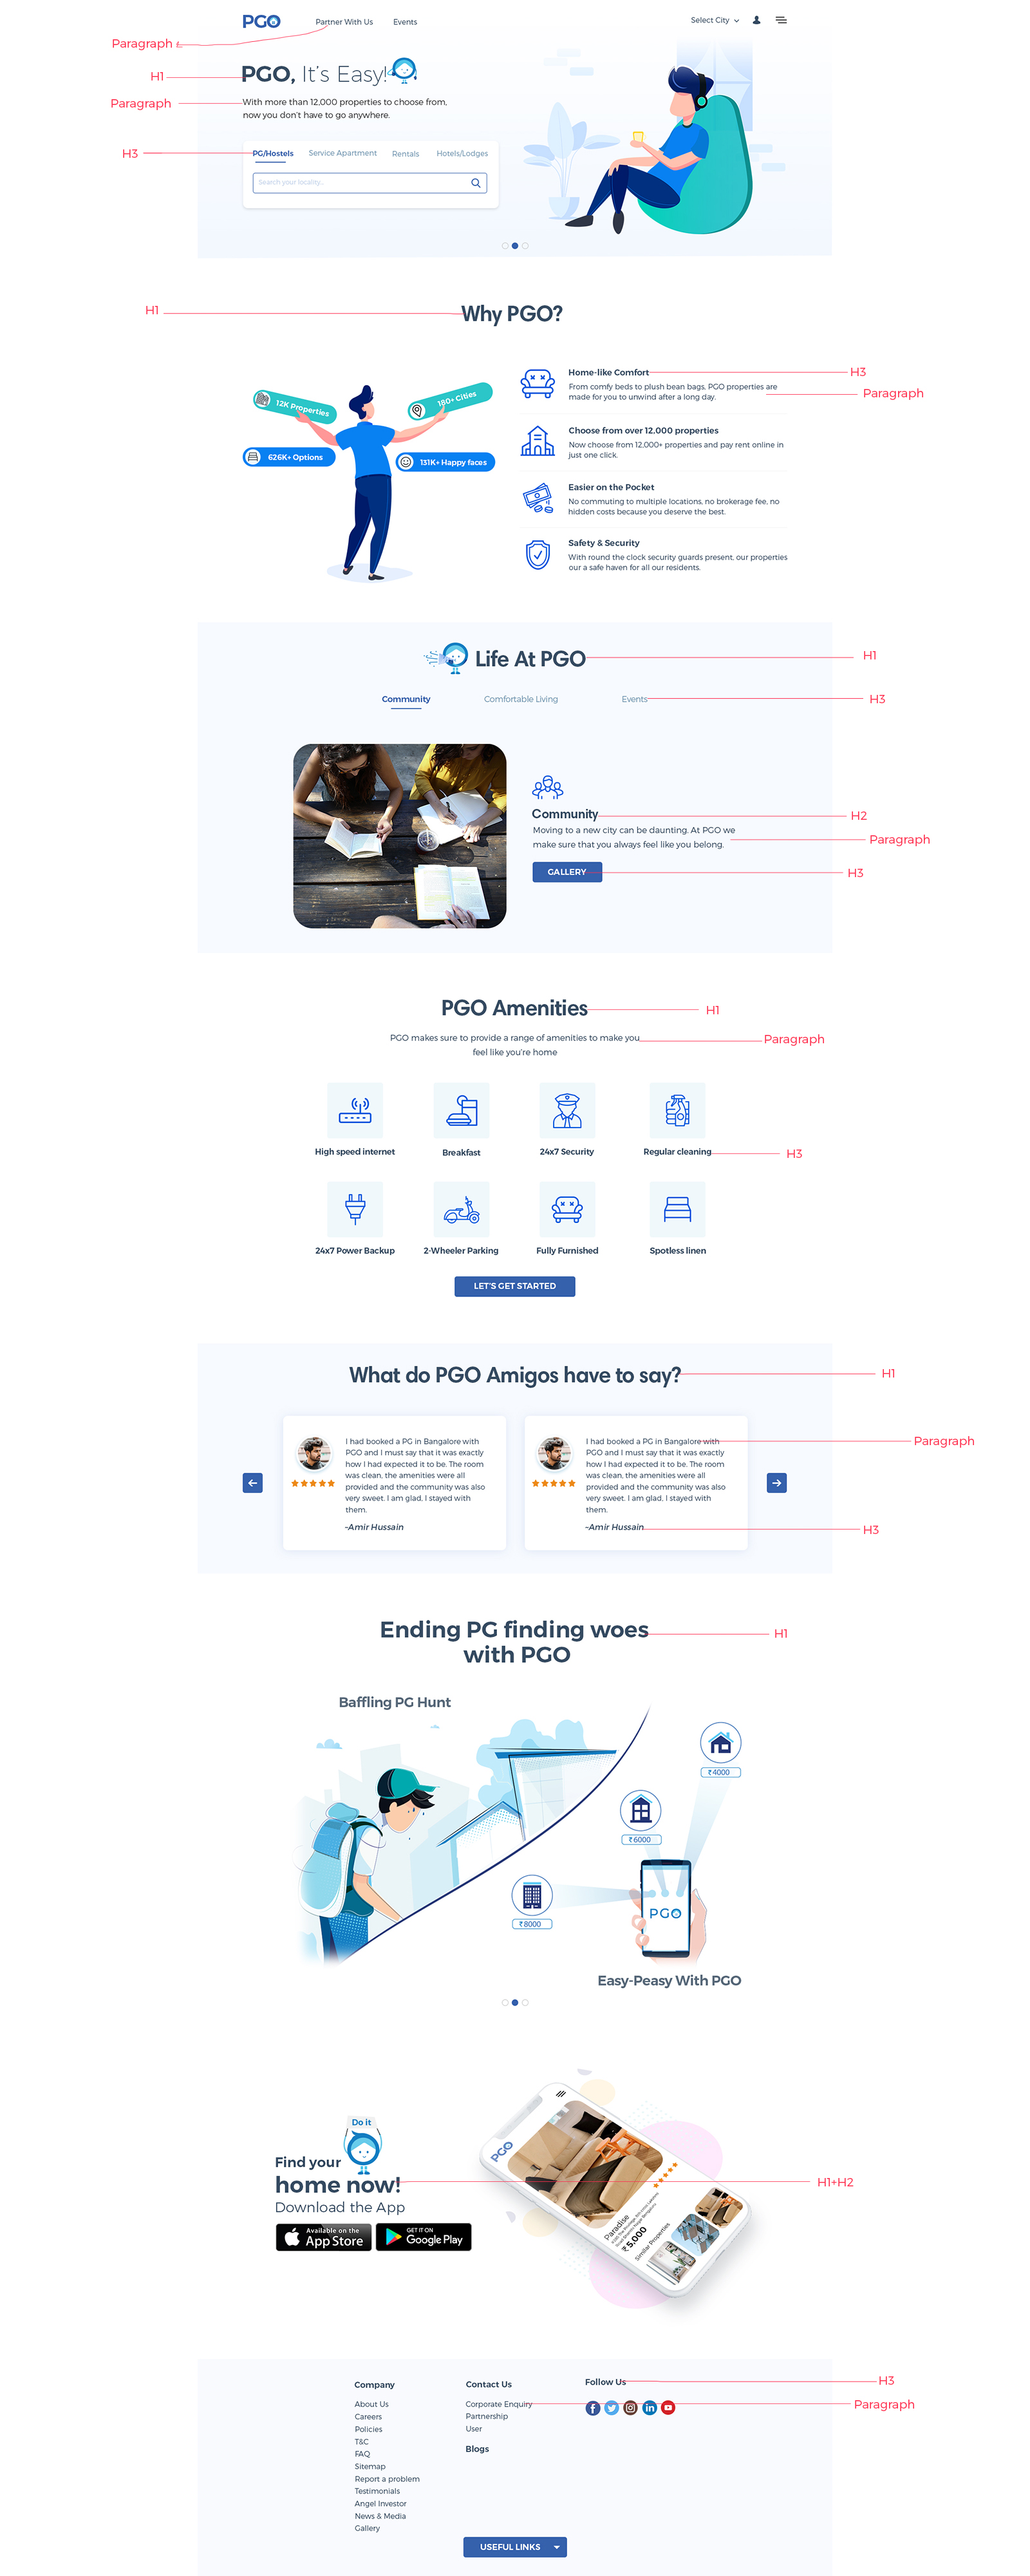 PGO
Partner With Us
Events
Select City
Paragraph
H1
PGO, It's Easy!
Paragraph
With more than 12,000 properties to choose from,
now you don't have to go anywhere.
H3
PG/Hostels
Service Apartment
Rentals
Hotels/Lodges
Search your locality...
H1
Why PGO?
12K Properties
180+ Cities
626K+ Options
131K+ Happy faces
Home-like Comfort
H3
From comfy beds to plush bean bags, PGO properties are
made for you to unwind after a long day.
Paragraph
Choose from over 12,000 properties
Now choose from 12,000+ properties and pay rent online in
just one click.
Easier on the Pocket
No commuting to multiple locations, no brokerage fee, no
hidden costs because you deserve the best.
Safety & Security
With round the clock security guards present, our properties
our a safe haven for all our residents.
Life At PGO
H1
Community
Comfortable Living
Events
H3
Community
H2
Moving to a new city can be daunting. At PGO we
make sure that you always feel like you belong.
Paragraph
GALLERY
H3
PGO Amenities
H1
PGO makes sure to provide a range of amenities to make you
feel like you're home
Paragraph
High speed internet
Breakfast
24x7 Security
Regular cleaning
H3
24x7 Power Backup
2-Wheeler Parking
Fully Furnished
Spotless linen
LET'S GET STARTED
What do PGO Amigos have to say?
H1
I had booked a PG in Bangalore with
PGO and I must say that it was exactly
how I had expected it to be. The room
was clean, the amenities were all
provided and the community was also
very sweet. I am glad, I stayed with
them.
-Amir Hussain
I had booked a PG in Bangalore with
PGO and I must say that it was exactly
how I had expected it to be. The room
was clean, the amenities were all
provided and the community was also
very sweet. I am glad, I stayed with
them.
-Amir Hussain
Paragraph
H3
Ending PG finding woes
with PGO
H1
Baffling PG Hunt
₹4000
₹6000
₹8000
PGO
Easy-Peasy With PGO
Do it
Find your
home now!
H1+H2
Download the App
Available on the
App Store
GET IT ON
Google Play
PGO
Paradise
₹5,000
Similar Properties
Company
About Us
Careers
Policies
T&C
FAQ
Sitemap
Report a problem
Testimonials
Angel Investor
News & Media
Gallery
Contact Us
Corporate Enquiry
Partnership
User
Blogs
Follow Us
H3
Paragraph
USEFUL LINKS